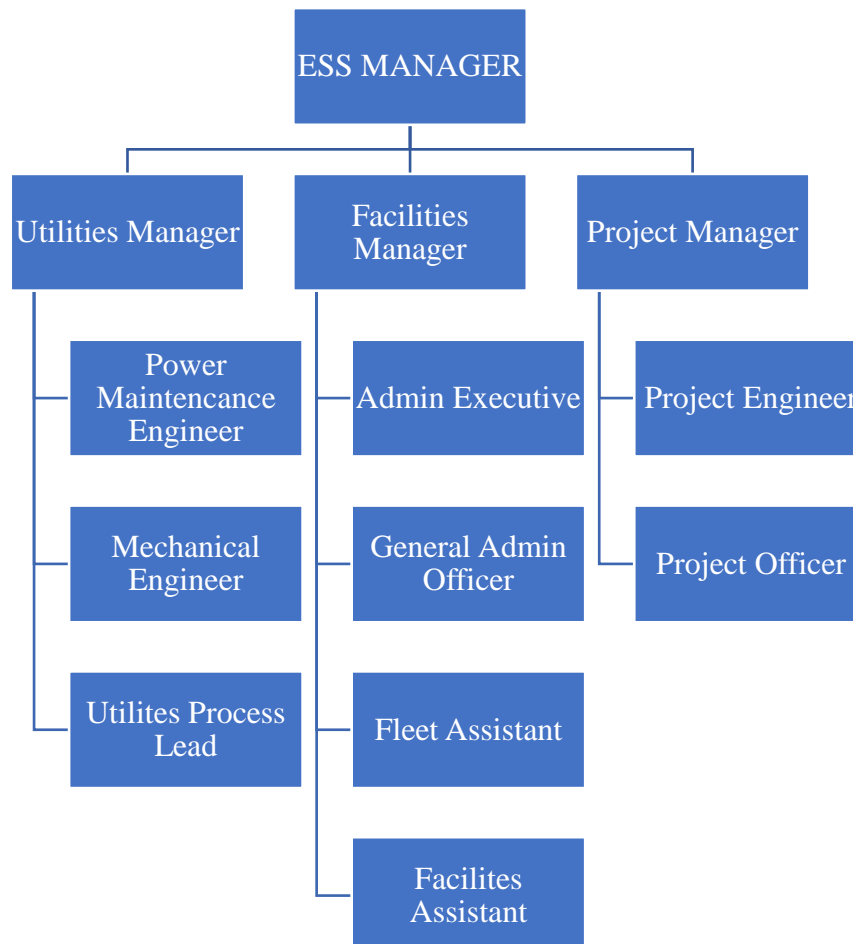 ESS MANAGER
Utilities Manager
Facilities
Manager
Project Manager
Power
Maintencance
Engineer
Mechanical
Engineer
Utilites Process
Lead
Admin Executive
General Admin
Officer
Fleet Assistant
Facilites
Assistant
Project Engineer
Project Officer